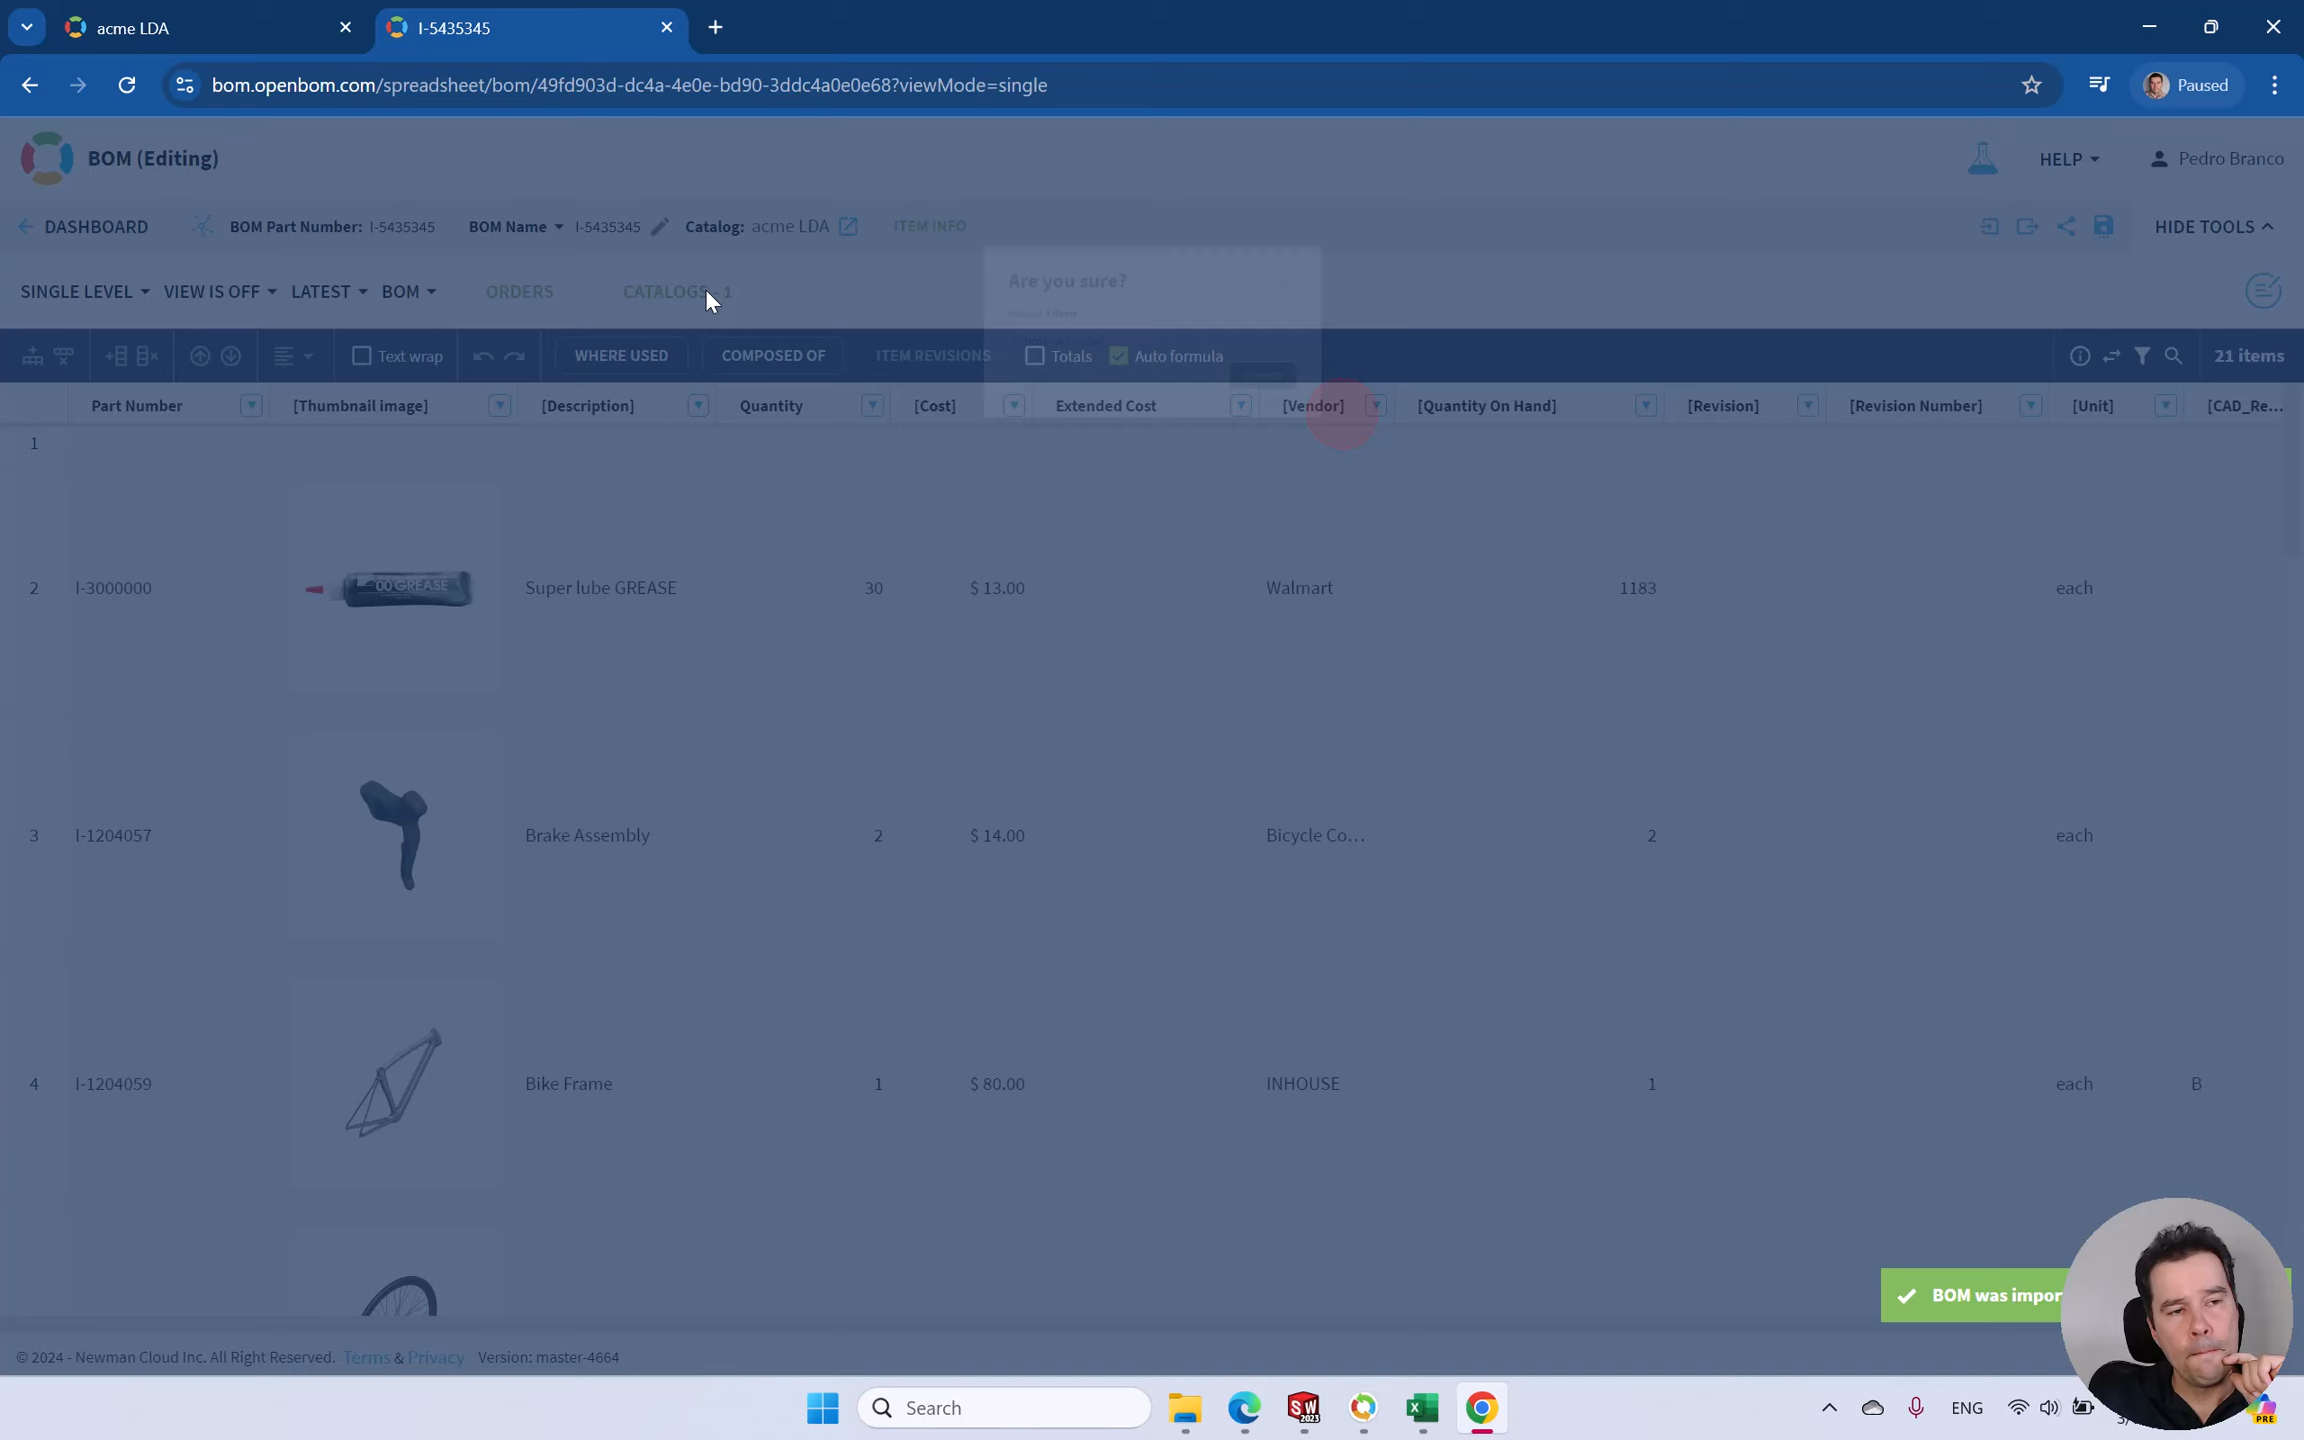 acme LDA
I-5435345
bom.openbom.com/spreadsheet/bom/49fd903d-dc4a-4e0e-bd90-3ddc4a0e0e68?viewMode=single
Paused
BOM (Editing)
HELP
Pedro Branco
DASHBOARD
BOM Part Number: I-5435345
BOM Name I-5435345
Catalog: acme LDA
ITEM INFO
HIDE TOOLS
Are you sure?
SINGLE LEVEL VIEW IS OFF LATEST BOM ORDERS CATALOGS - 1
Text wrap WHERE USED COMPOSED OF ITEM REVISIONS Totals Auto formula 21 items
Part Number [Thumbnail image] [Description] Quantity [Cost] Extended Cost [Vendor] [Quantity On Hand] [Revision] [Revision Number] [Unit] [CAD_Re...
1
00 GREASE
2 I-3000000 Super lube GREASE 30 $ 13.00 Walmart 1183 each
3 I-1204057 Brake Assembly 2 $ 14.00 Bicycle Co... 2 each
4 I-1204059 Bike Frame 1 $ 80.00 INHOUSE 1 each B
BOM was impor
© 2024 - Newman Cloud Inc. All Right Reserved. Terms & Privacy Version: master-4664
Search
SW
2023
ENG
PRE